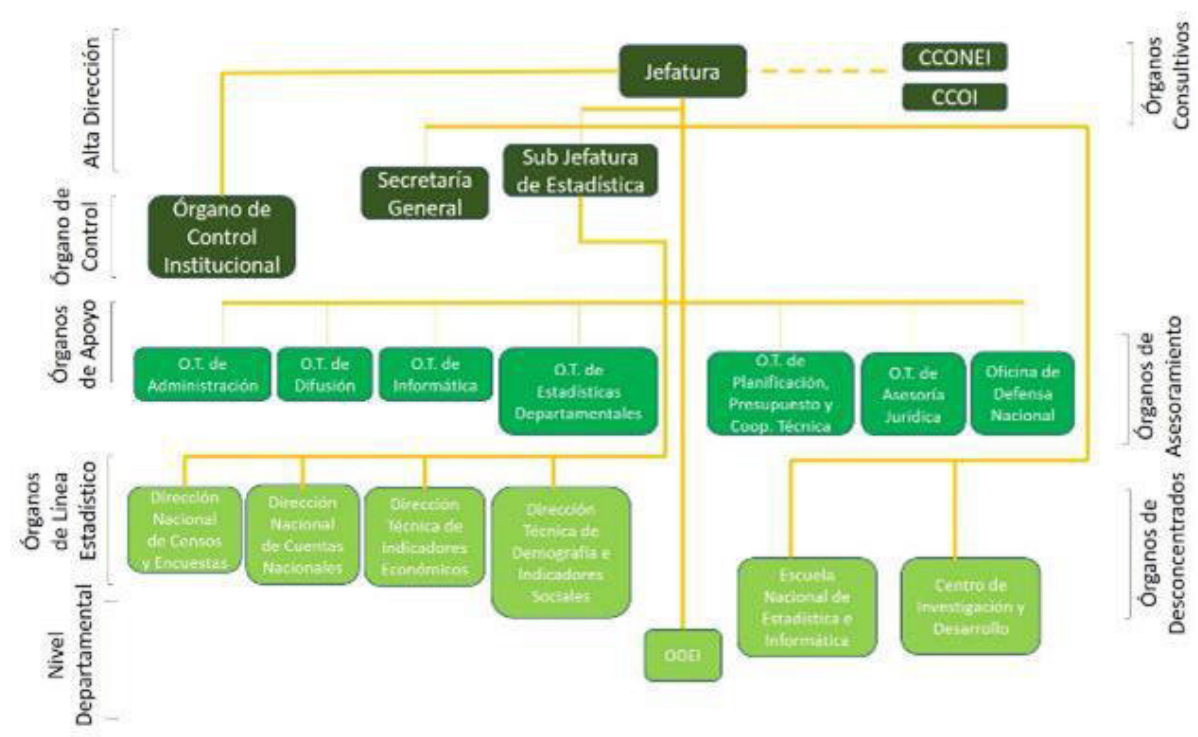 Alta Dirección
Jefatura
CCONEI
CCOI
Órganos
Consultivos
Secretaría
General
Sub Jefatura
de Estadística
Órgano de
Control
Órgano de
Control
Institucional
Órganos
de Apoyo
O.T. de
Administración
O.T. de
Difusión
O.T. de
Informática
O.T. de
Estadísticas
Departamentales
O.T. de
Planificación,
Presupuesto y
Coop. Técnica
O.T. de
Asesoría
Jurídica
Oficina de
Defensa
Nacional
Órganos de
Asesoramiento
Órganos
de Línea
Estadístico
Dirección
Nacional
de Censos
y Encuestas
Dirección
Nacional
de Cuentas
Nacionales
Dirección
Técnica de
Indicadores
Económicos
Dirección
Técnica de
Demografía e
Indicadores
Sociales
Escuela
Nacional de
Estadística e
Informática
Centro de
Investigación y
Desarrollo
Órganos de
Desconcentrados
Nivel
Departamental
ODEI